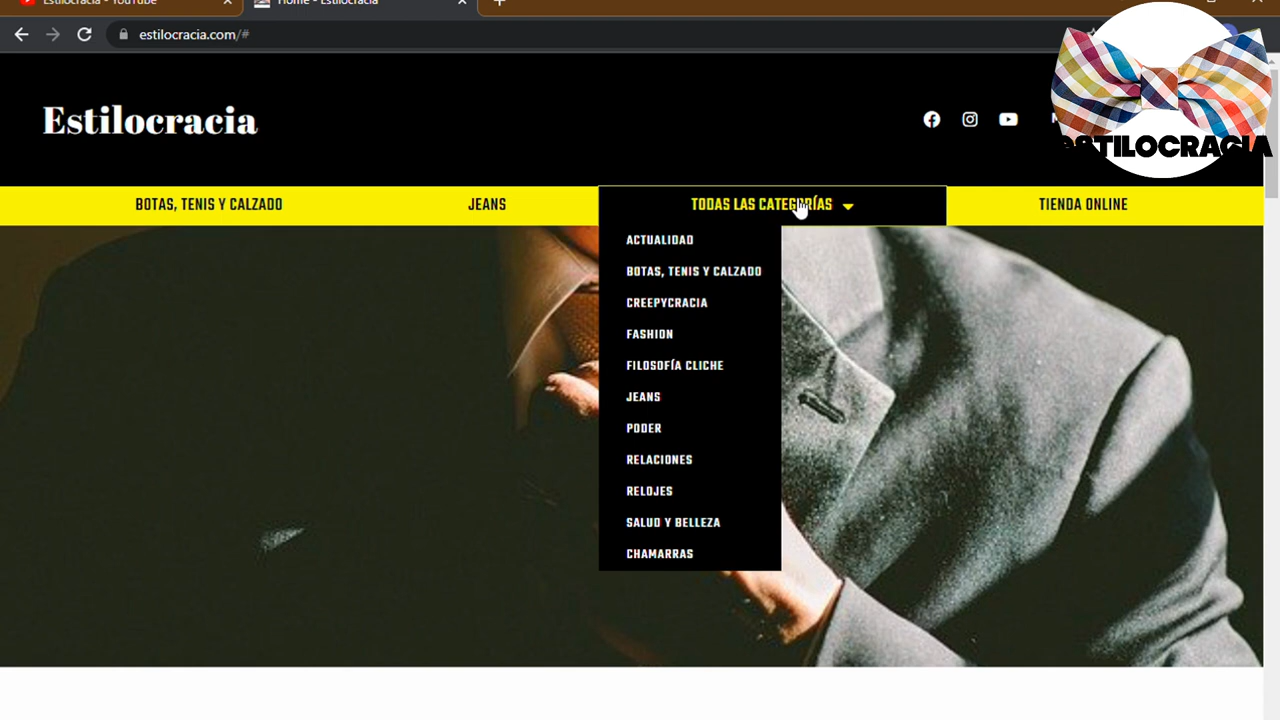 Estilocracia - YouTube
Home - Estilocracia
estilocracia.com/#
Estilocracia
ESTILOCRACIA
BOTAS, TENIS Y CALZADO
JEANS
TODAS LAS CATEGORÍAS
TIENDA ONLINE
ACTUALIDAD
BOTAS, TENIS Y CALZADO
CREEPYCRACIA
FASHION
FILOSOFÍA CLICHE
JEANS
PODER
RELACIONES
RELOJES
SALUD Y BELLEZA
CHAMARRAS